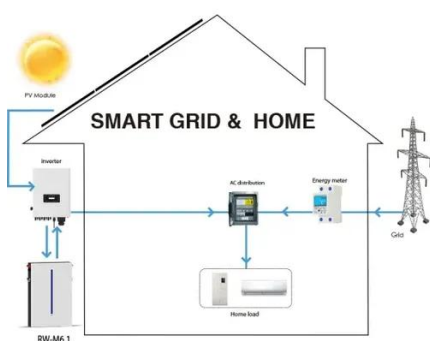 PV Module
SMART GRID & HOME
Inverter
AC distribution
Energy meter
Grid
Home load
RW-M6.1